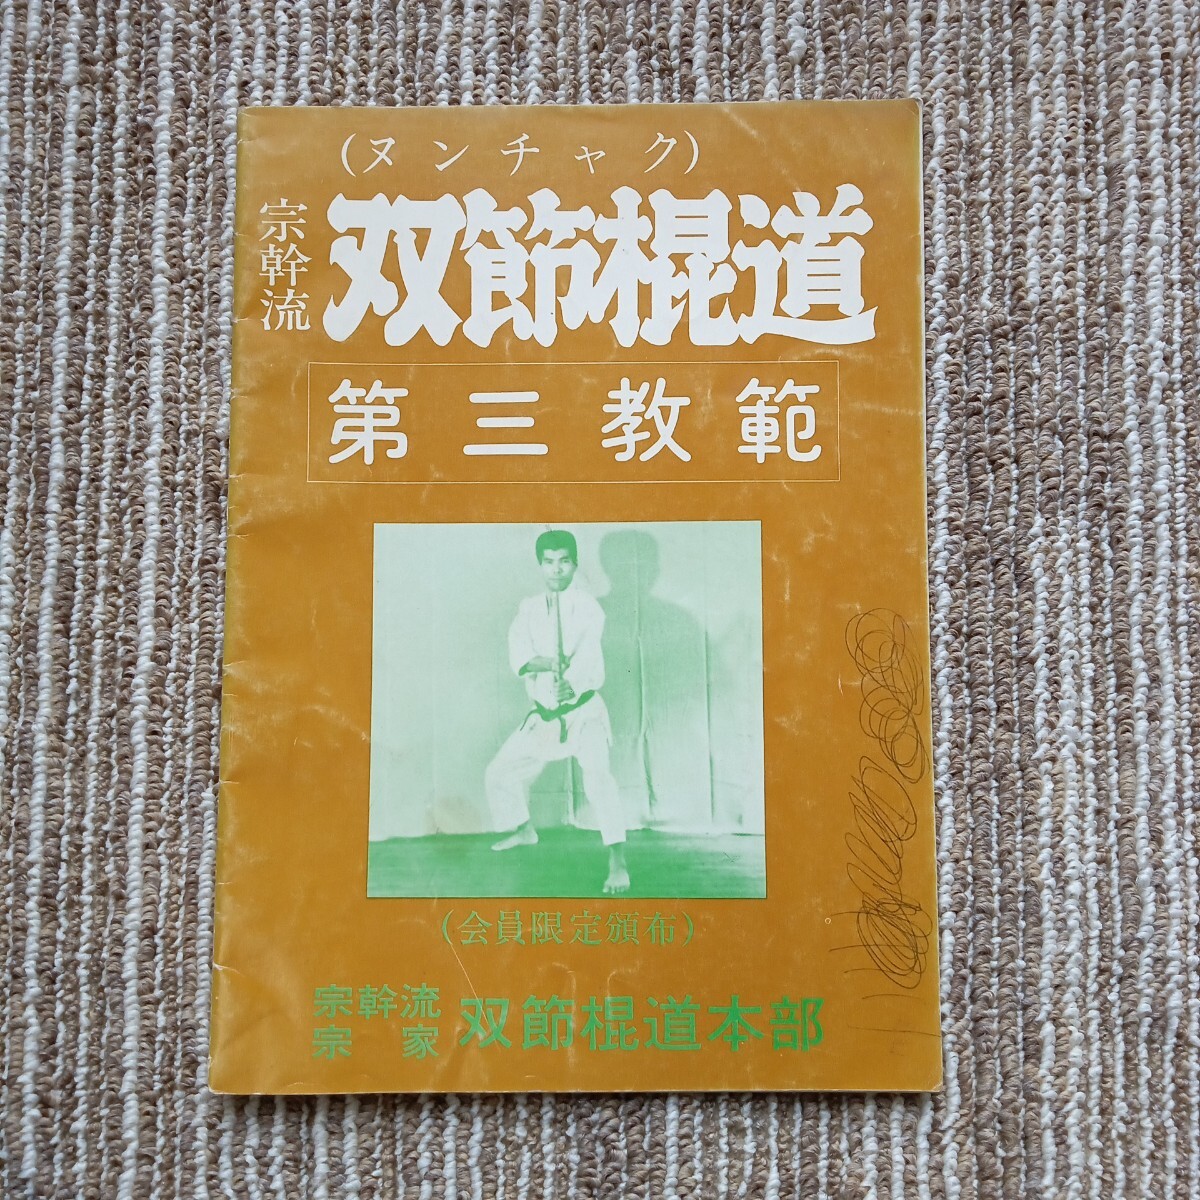 (ヌンチャク)
宗幹流
双節棍道
第三教範
(会員限定頒布)
宗幹流
宗家
双節棍道本部